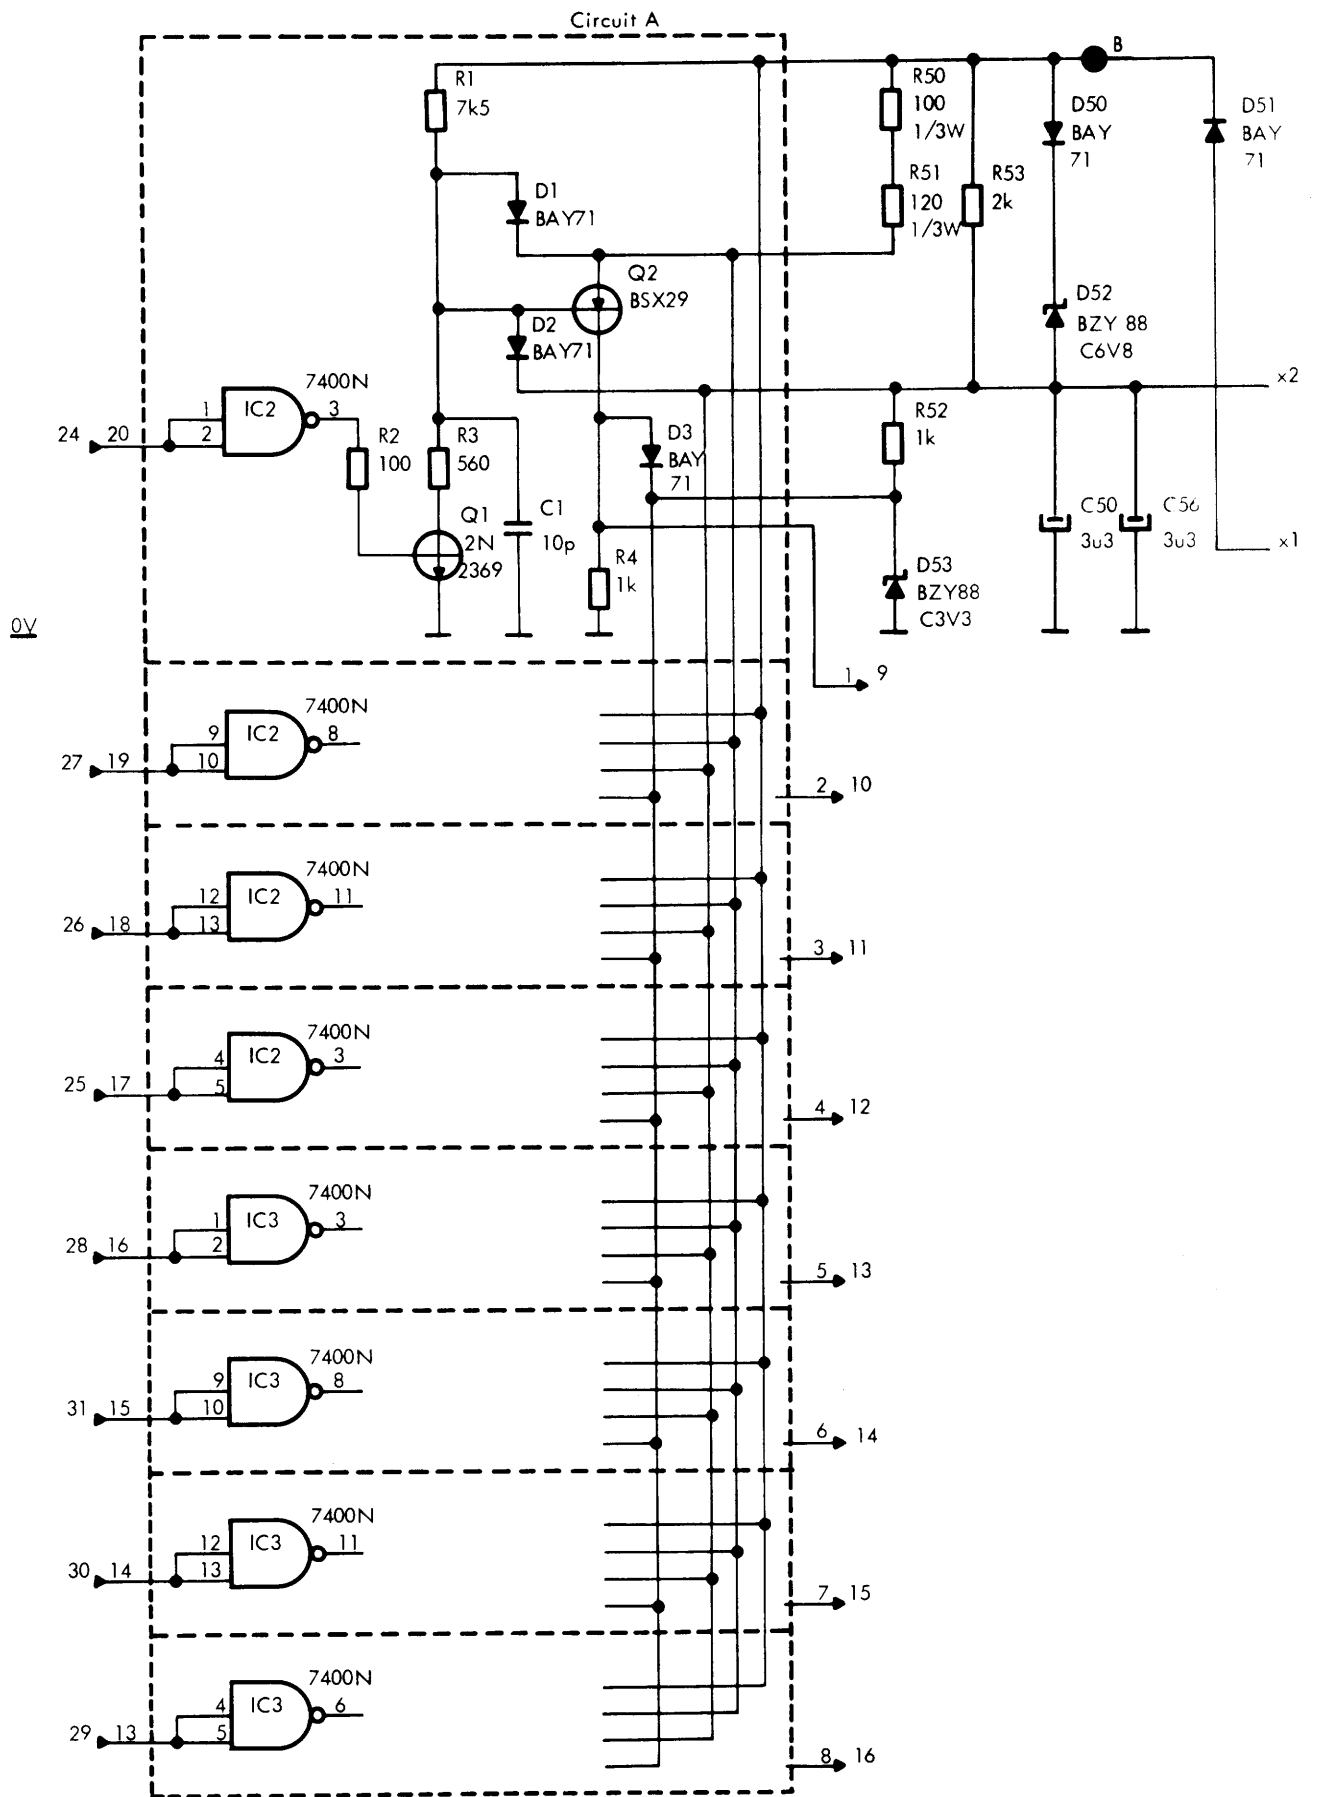 Circuit A
B
R1
7k5
R50
100
1/3W
D50
BAY
71
D51
BAY
71
D1
BAY71
R51
120
1/3W
R53
2k
Q2
BSX29
D2
BAY71
D52
BZY 88
C6V8
x2
7400N
IC2
1
2
3
24
20
R2
100
R3
560
D3
BAY
71
R52
1k
Q1
2N
2369
C1
10p
R4
1k
C50
3u3
C56
3u3
x1
D53
BZY88
C3V3
0V
1
9
7400N
IC2
9
10
8
27
19
2
10
7400N
IC2
12
13
11
26
18
3
11
7400N
IC2
4
5
3
25
17
4
12
7400N
IC3
1
2
3
28
16
5
13
7400N
IC3
9
10
8
31
15
6
14
7400N
IC3
12
13
11
30
14
7
15
7400N
IC3
4
5
6
29
13
8
16